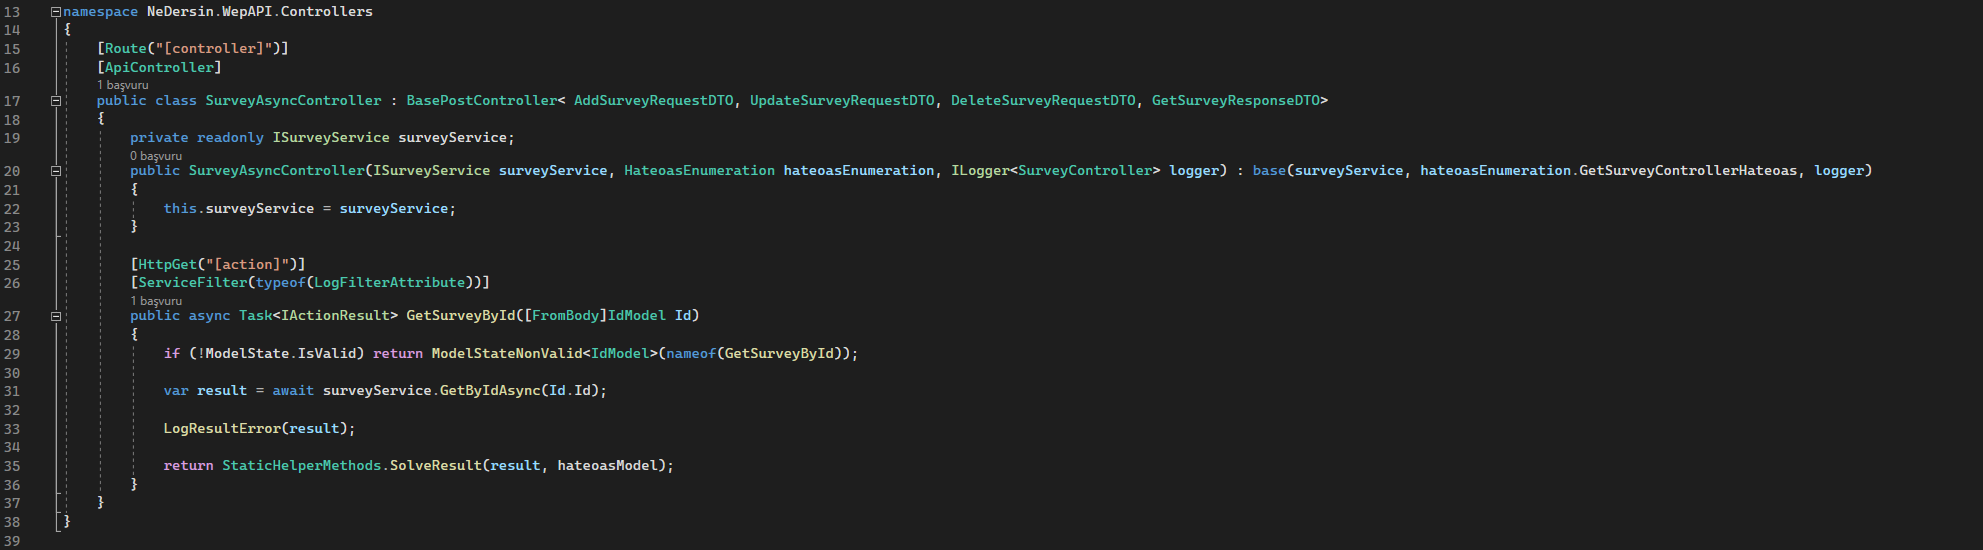 13 namespace NeDersin.WepAPI.Controllers
14 {
15 [Route("[controller]")]
16 [ApiController]
1 başvuru
17 public class SurveyAsyncController : BasePostController< AddSurveyRequestDTO, UpdateSurveyRequestDTO, DeleteSurveyRequestDTO, GetSurveyResponseDTO>
18 {
19 private readonly ISurveyService surveyService;
0 başvuru
20 public SurveyAsyncController(ISurveyService surveyService, HateoasEnumeration hateoasEnumeration, ILogger<SurveyController> logger) : base(surveyService, hateoasEnumeration.GetSurveyControllerHateoas, logger)
21 {
22 this.surveyService = surveyService;
23 }
24
25 [HttpGet("[action]")]
26 [ServiceFilter(typeof(LogFilterAttribute))]
1 başvuru
27 public async Task<IActionResult> GetSurveyById([FromBody]IdModel Id)
28 {
29 if (!ModelState.IsValid) return ModelStateNonValid<IdModel>(nameof(GetSurveyById));
30
31 var result = await surveyService.GetByIdAsync(Id.Id);
32
33 LogResultError(result);
34
35 return StaticHelperMethods.SolveResult(result, hateoasModel);
36 }
37 }
38 }
39